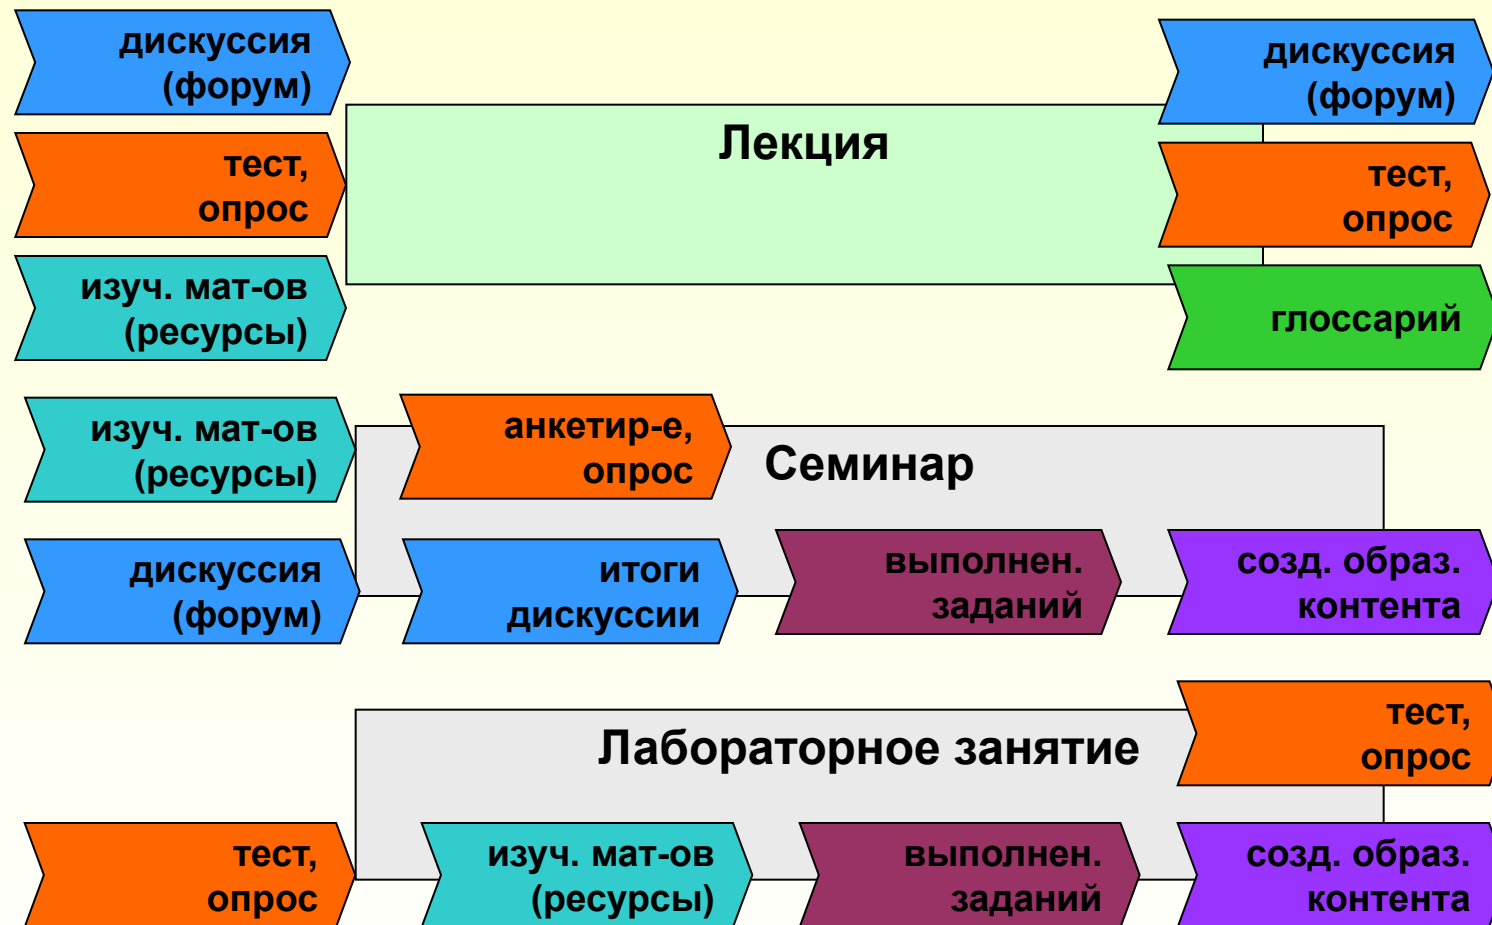 дискуссия
(форум)
тест,
опрос
изуч. мат-ов
(ресурсы)
Лекция
дискуссия
(форум)
тест,
опрос
глоссарий
изуч. мат-ов
(ресурсы)
анкетир-е,
опрос
Семинар
дискуссия
(форум)
итоги
дискуссии
выполнен.
заданий
созд. образ.
контента
Лабораторное занятие
тест,
опрос
тест,
опрос
изуч. мат-ов
(ресурсы)
выполнен.
заданий
созд. образ.
контента